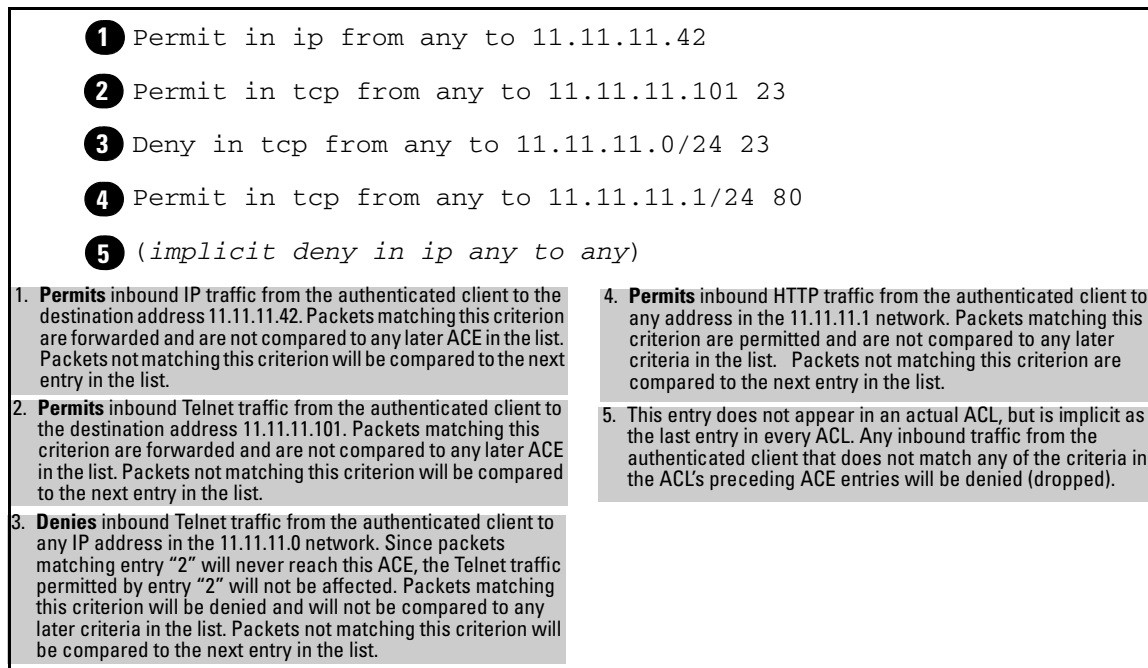 1 Permit in ip from any to 11.11.11.42
2 Permit in tcp from any to 11.11.11.101 23
3 Deny in tcp from any to 11.11.11.0/24 23
4 Permit in tcp from any to 11.11.11.1/24 80
5 (implicit deny in ip any to any)
1. Permits inbound IP traffic from the authenticated client to the
destination address 11.11.11.42. Packets matching this criterion
are forwarded and are not compared to any later ACE in the list.
Packets not matching this criterion will be compared to the next
entry in the list.
2. Permits inbound Telnet traffic from the authenticated client to
the destination address 11.11.11.101. Packets matching this
criterion are forwarded and are not compared to any later ACE
in the list. Packets not matching this criterion will be compared
to the next entry in the list.
3. Denies inbound Telnet traffic from the authenticated client to
any IP address in the 11.11.11.0 network. Since packets
matching entry “2” will never reach this ACE, the Telnet traffic
permitted by entry “2” will not be affected. Packets matching
this criterion will be denied and will not be compared to any
later criteria in the list. Packets not matching this criterion will
be compared to the next entry in the list.
4. Permits inbound HTTP traffic from the authenticated client to
any address in the 11.11.11.1 network. Packets matching this
criterion are permitted and are not compared to any later
criteria in the list. Packets not matching this criterion are
compared to the next entry in the list.
5. This entry does not appear in an actual ACL, but is implicit as
the last entry in every ACL. Any inbound traffic from the
authenticated client that does not match any of the criteria in
the ACL’s preceding ACE entries will be denied (dropped).